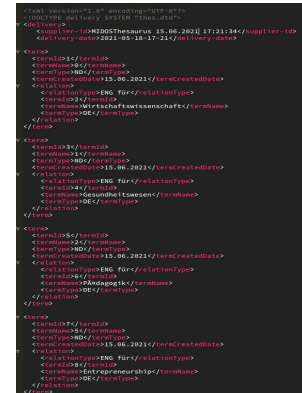 <?xml version="1.0" encoding="UTF-8"?>
<!DOCTYPE delivery SYSTEM "thes.dtd">
<delivery>
<supplier-id>MIDOSThesaurus 15.06.2021 17:21:34</supplier-id>
<delivery-date>2021-05-18-17-21</delivery-date>
<term>
<termId>1</termId>
<termName>0</termName>
<termType>ND</termType>
<termCreatedDate>15.06.2021</termCreatedDate>
<relation>
<relationType>ENG für</relationType>
<termId>2</termId>
<termName>Wirtschaftswissenschaft</termName>
<termType>DE</termType>
</relation>
</term>
<term>
<termId>3</termId>
<termName>1</termName>
<termType>ND</termType>
<termCreatedDate>15.06.2021</termCreatedDate>
<relation>
<relationType>ENG für</relationType>
<termId>4</termId>
<termName>Gesundheitswesen</termName>
<termType>DE</termType>
</relation>
</term>
<term>
<termId>5</termId>
<termName>2</termName>
<termType>ND</termType>
<termCreatedDate>15.06.2021</termCreatedDate>
<relation>
<relationType>ENG für</relationType>
<termId>6</termId>
<termName>PÄ¤dagogik</termName>
<termType>DE</termType>
</relation>
</term>
<term>
<termId>7</termId>
<termName>5</termName>
<termType>ND</termType>
<termCreatedDate>15.06.2021</termCreatedDate>
<relation>
<relationType>ENG für</relationType>
<termId>8</termId>
<termName>Entrepreneurship</termName>
<termType>DE</termType>
</relation>
</term>